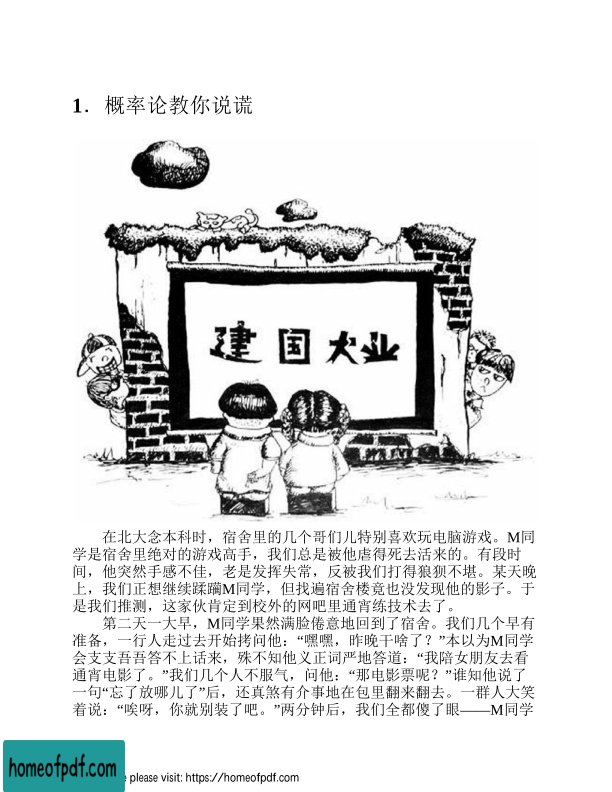 1．概率论教你说谎
建国大业
在北大念本科时，宿舍里的几个哥们儿特别喜欢玩电脑游戏。M同
学是宿舍里绝对的游戏高手，我们总是被他虐得死去活来的。有段时
间，他突然手感不佳，老是发挥失常，反被我们打得狼狈不堪。某天晚
上，我们正想继续蹂躏M同学，但找遍宿舍楼竟也没发现他的影子。于
是我们推测，这家伙肯定到校外的网吧里通宵练技术去了。
第二天一大早，M同学果然满脸倦意地回到了宿舍。我们几个早有
准备，一行人走过去开始拷问他：“嘿嘿，昨晚干啥了？”本以为M同学
会支支吾吾答不上话来，殊不知他义正词严地答道：“我陪女朋友去看
通宵电影了。”我们几个人不服气，问他：“那电影票呢？”谁知他说了
一句“忘了放哪儿了”后，还真煞有介事地在包里翻来翻去。一群人大笑
着说：“唉呀，你就别装了吧。”两分钟后，我们全都傻了眼——M同学
homeofpdf.com
e please visit: https://homeofpdf.com